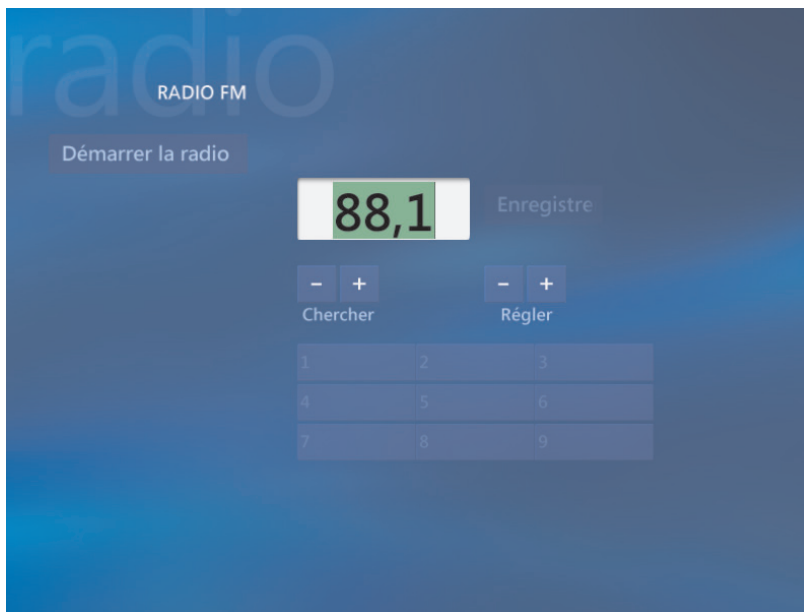 radio
RADIO FM
Démarrer la radio
88,1
Enregistre
- + - +
Chercher Régler
1 2 3
4 5 6
7 8 9